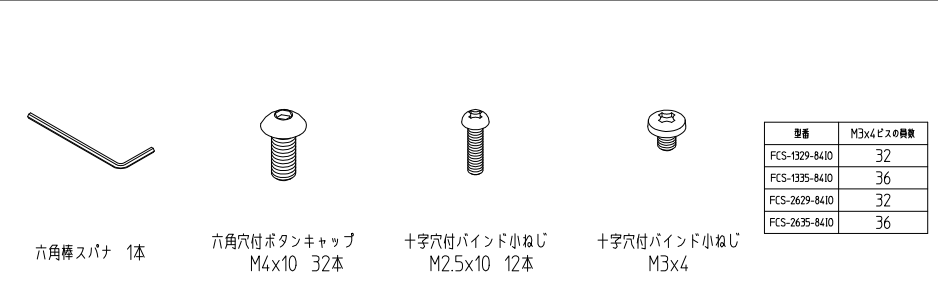 六角棒スパナ 1本
六角穴付ボタンキャップ
M4x10 32本
十字穴付バインド小ねじ
M2.5x10 12本
十字穴付バインド小ねじ
M3x4
型番 M3x4ビスの員数
FCS-1329-8410 32
FCS-1335-8410 36
FCS-2629-8410 32
FCS-2635-8410 36